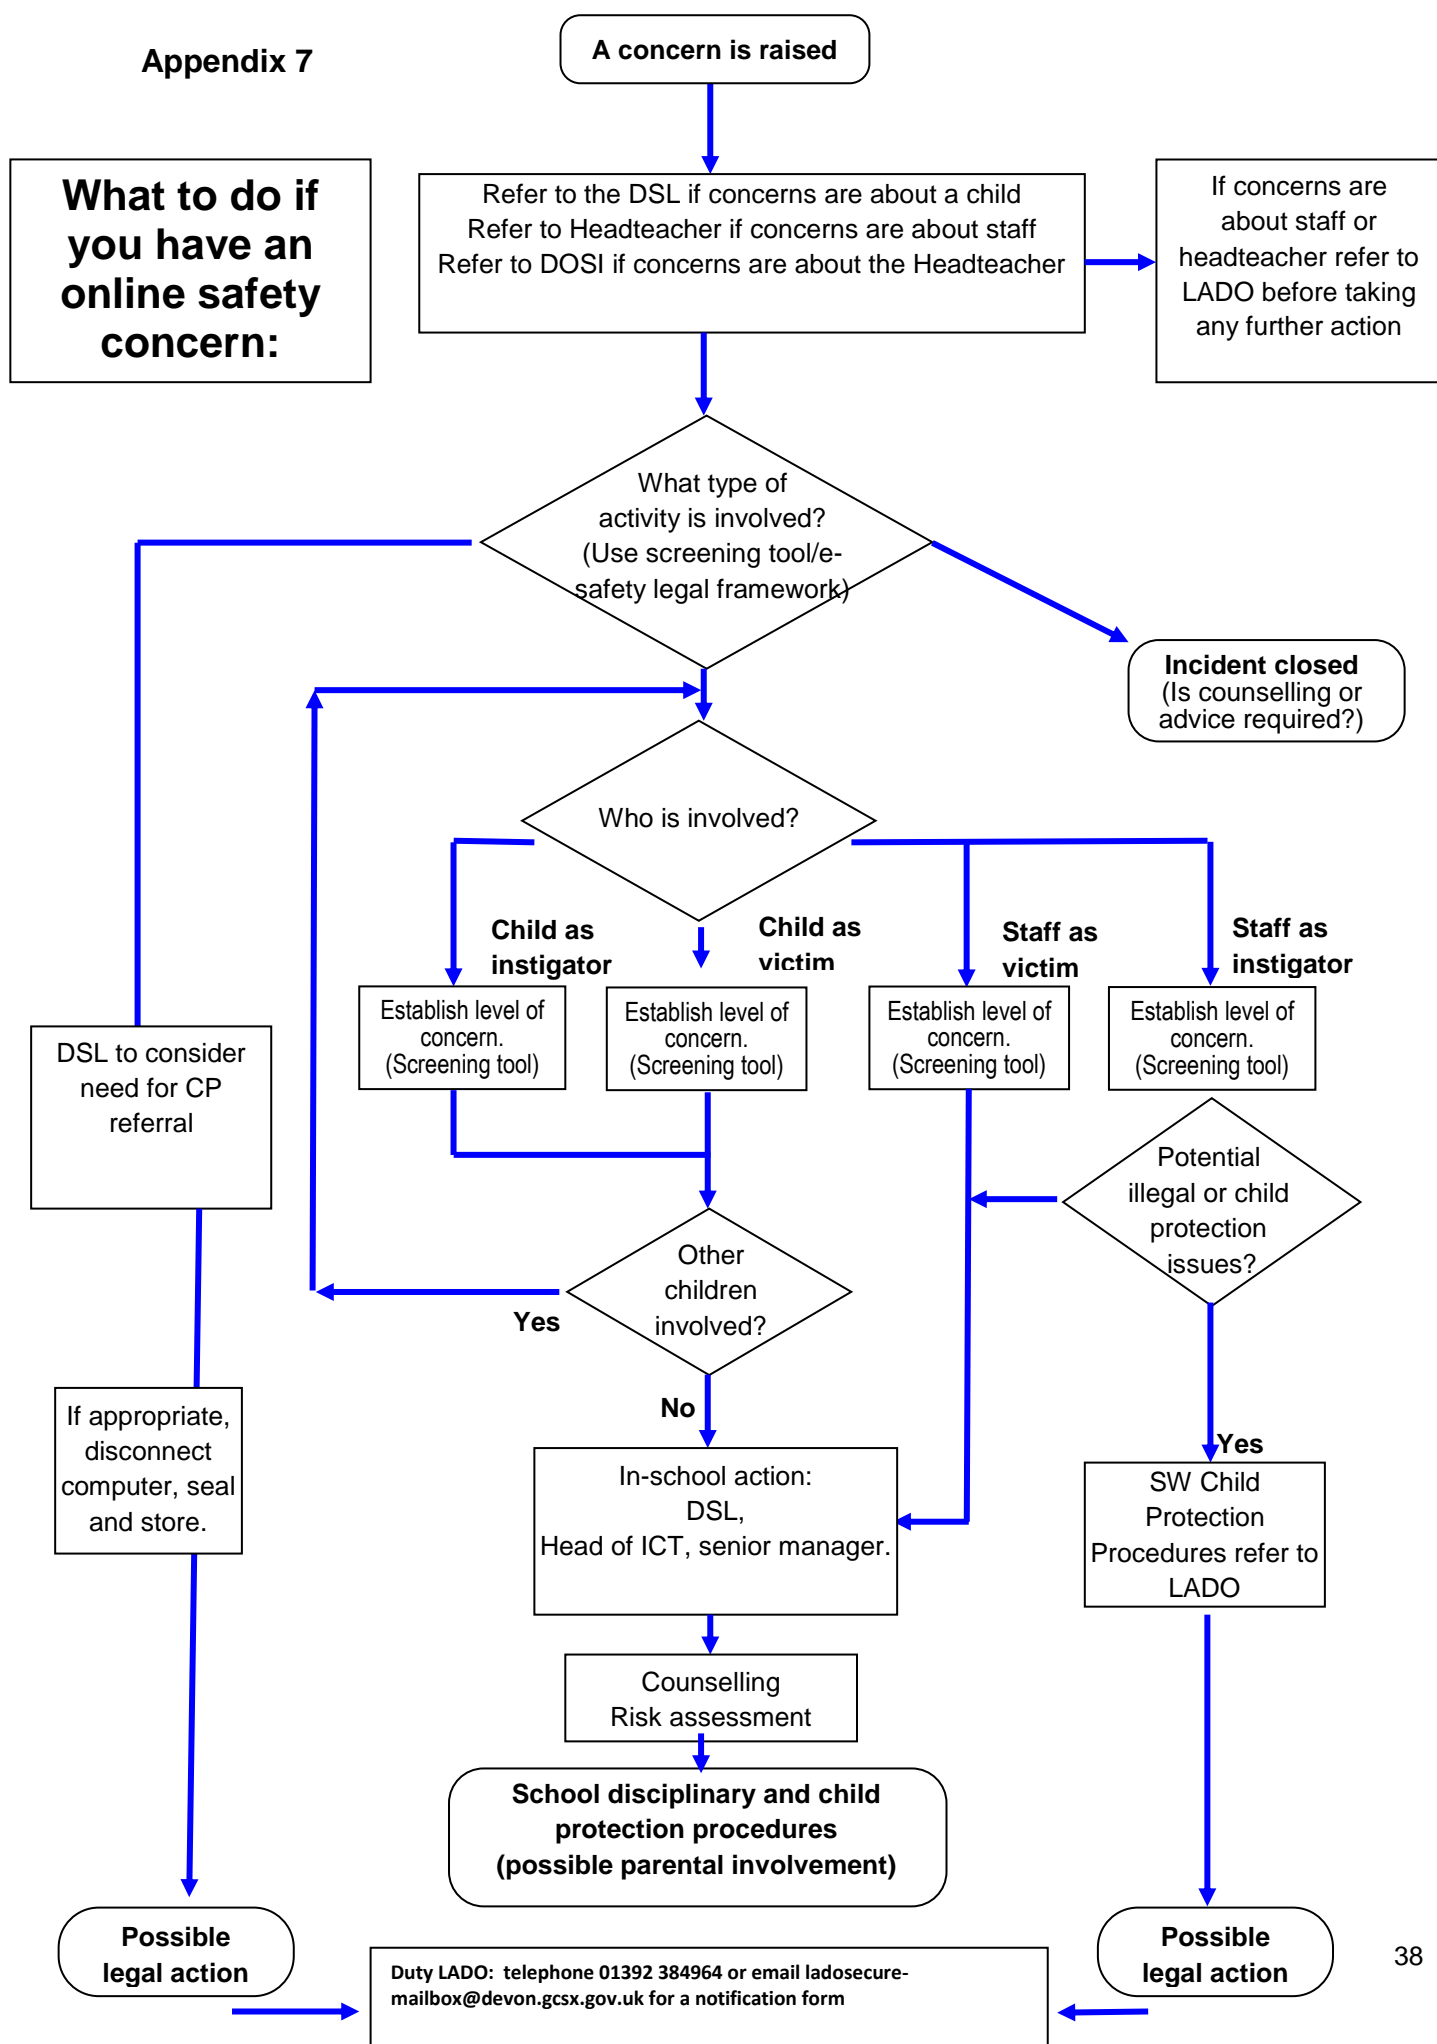 Appendix 7
A concern is raised
What to do if
you have an
online safety
concern:
Refer to the DSL if concerns are about a child
Refer to Headteacher if concerns are about staff
Refer to DOSI if concerns are about the Headteacher
If concerns are
about staff or
headteacher refer to
LADO before taking
any further action
What type of
activity is involved?
(Use screening tool/e-
safety legal framework)
Incident closed
(Is counselling or
advice required?)
Who is involved?
Child as
instigator
Child as
victim
Staff as
victim
Staff as
instigator
Establish level of
concern.
(Screening tool)
Establish level of
concern.
(Screening tool)
Establish level of
concern.
(Screening tool)
Establish level of
concern.
(Screening tool)
DSL to consider
need for CP
referral
Potential
illegal or child
protection
issues?
Other
children
involved?
Yes
No
Yes
If appropriate,
disconnect
computer, seal
and store.
In-school action:
DSL,
Head of ICT, senior manager.
SW Child
Protection
Procedures refer to
LADO
Counselling
Risk assessment
School disciplinary and child
protection procedures
(possible parental involvement)
Possible
legal action
Possible
legal action
38
Duty LADO: telephone 01392 384964 or email ladosecure-
mailbox@devon.gcsx.gov.uk for a notification form